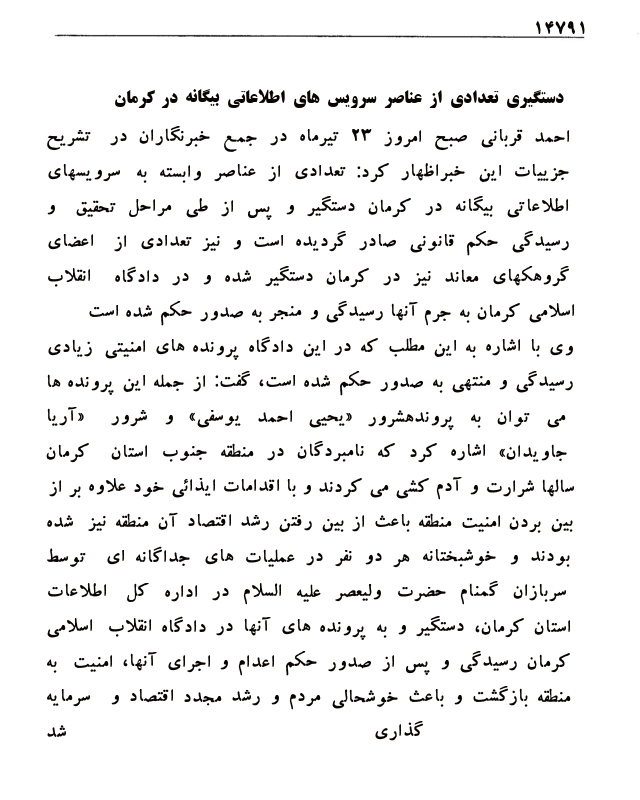 ۱۴۷۹۱
دستگیری تعدادی از عناصر سرویس های اطلاعاتی بیگانه در کرمان
احمد قربانی صبح امروز ۲۳ تیرماه در جمع خبرنگاران در تشریح
جزییات این خبراظهار کرد: تعدادی از عناصر وابسته به سرویسهای
اطلاعاتی بیگانه در کرمان دستگیر و پس از طی مراحل تحقیق و
رسیدگی حکم قانونی صادر گردیده است و نیز تعدادی از اعضای
گروهکهای معاند نیز در کرمان دستگیر شده و در دادگاه انقلاب
اسلامی کرمان به جرم آنها رسیدگی و منجر به صدور حکم شده است
وی با اشاره به این مطلب که در این دادگاه پرونده های امنیتی زیادی
رسیدگی و منتهی به صدور حکم شده است، گفت: از جمله این پرونده ها
می توان به پروندهشرور «یحیی احمد یوسفی» و شرور «آریا
جاویدان» اشاره کرد که نامبردگان در منطقه جنوب استان کرمان
سالها شرارت و آدم کشی می کردند و با اقدامات ایذائی خود علاوه بر از
بین بردن امنیت منطقه باعث از بین رفتن رشد اقتصاد آن منطقه نیز شده
بودند و خوشبختانه هر دو نفر در عملیات های جداگانه ای توسط
سربازان گمنام حضرت ولیعصر علیه السلام در اداره کل اطلاعات
استان کرمان، دستگیر و به پرونده های آنها در دادگاه انقلاب اسلامی
کرمان رسیدگی و پس از صدور حکم اعدام و اجرای آنها، امنیت به
منطقه بازگشت و باعث خوشحالی مردم و رشد مجدد اقتصاد و سرمایه
گذاری شد